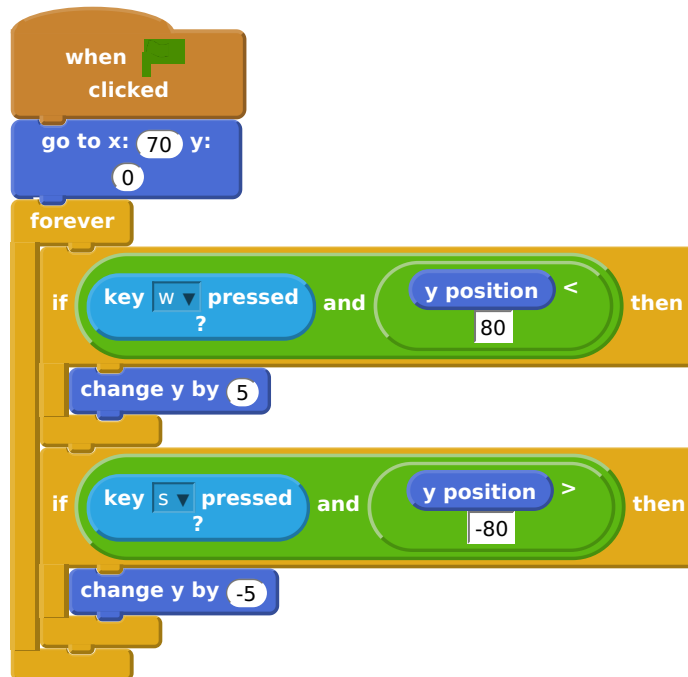 when
clicked
go to x: 70 y:
0
forever
if key w ▼ pressed ? and y position < 80 then
change y by 5
if key s ▼ pressed ? and y position > -80 then
change y by -5